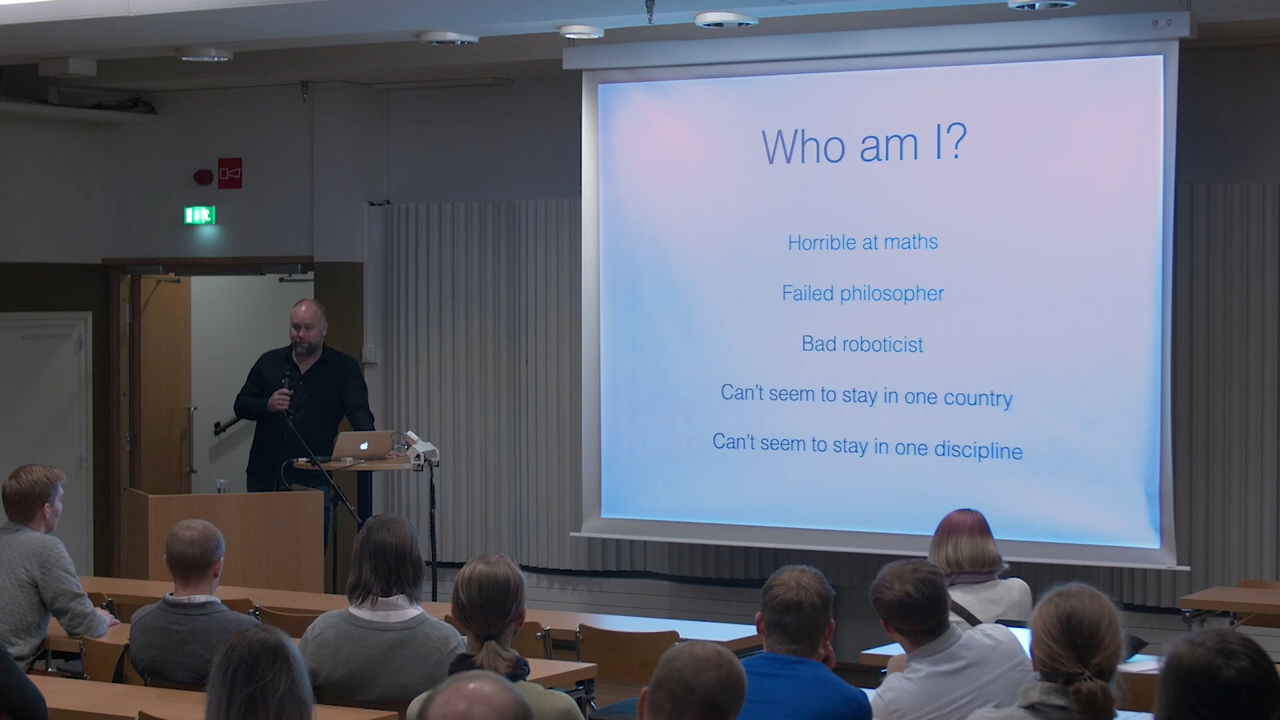 Who am I?
Horrible at maths
Failed philosopher
Bad roboticist
Can't seem to stay in one country
Can't seem to stay in one discipline